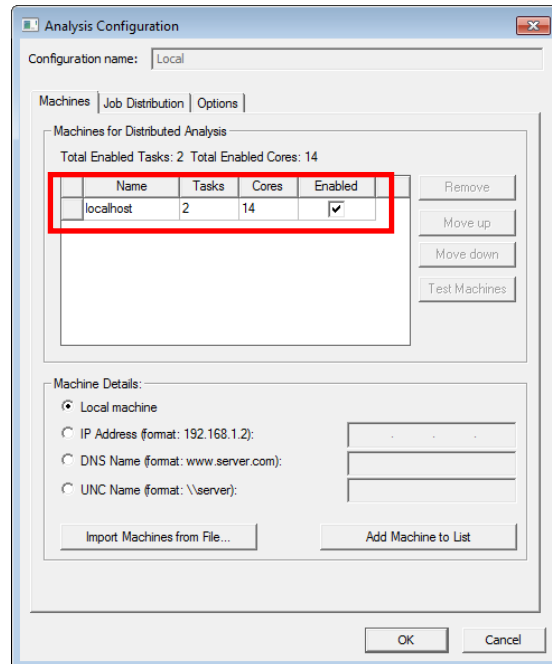 Analysis Configuration
Configuration name: Local
Machines Job Distribution Options
Machines for Distributed Analysis
Total Enabled Tasks: 2 Total Enabled Cores: 14
Name Tasks Cores Enabled
localhost 2 14
Remove
Move up
Move down
Test Machines
Machine Details:
Local machine
IP Address (format: 192.168.1.2):
DNS Name (format: www.server.com):
UNC Name (format: \\server):
Import Machines from File... Add Machine to List
OK Cancel